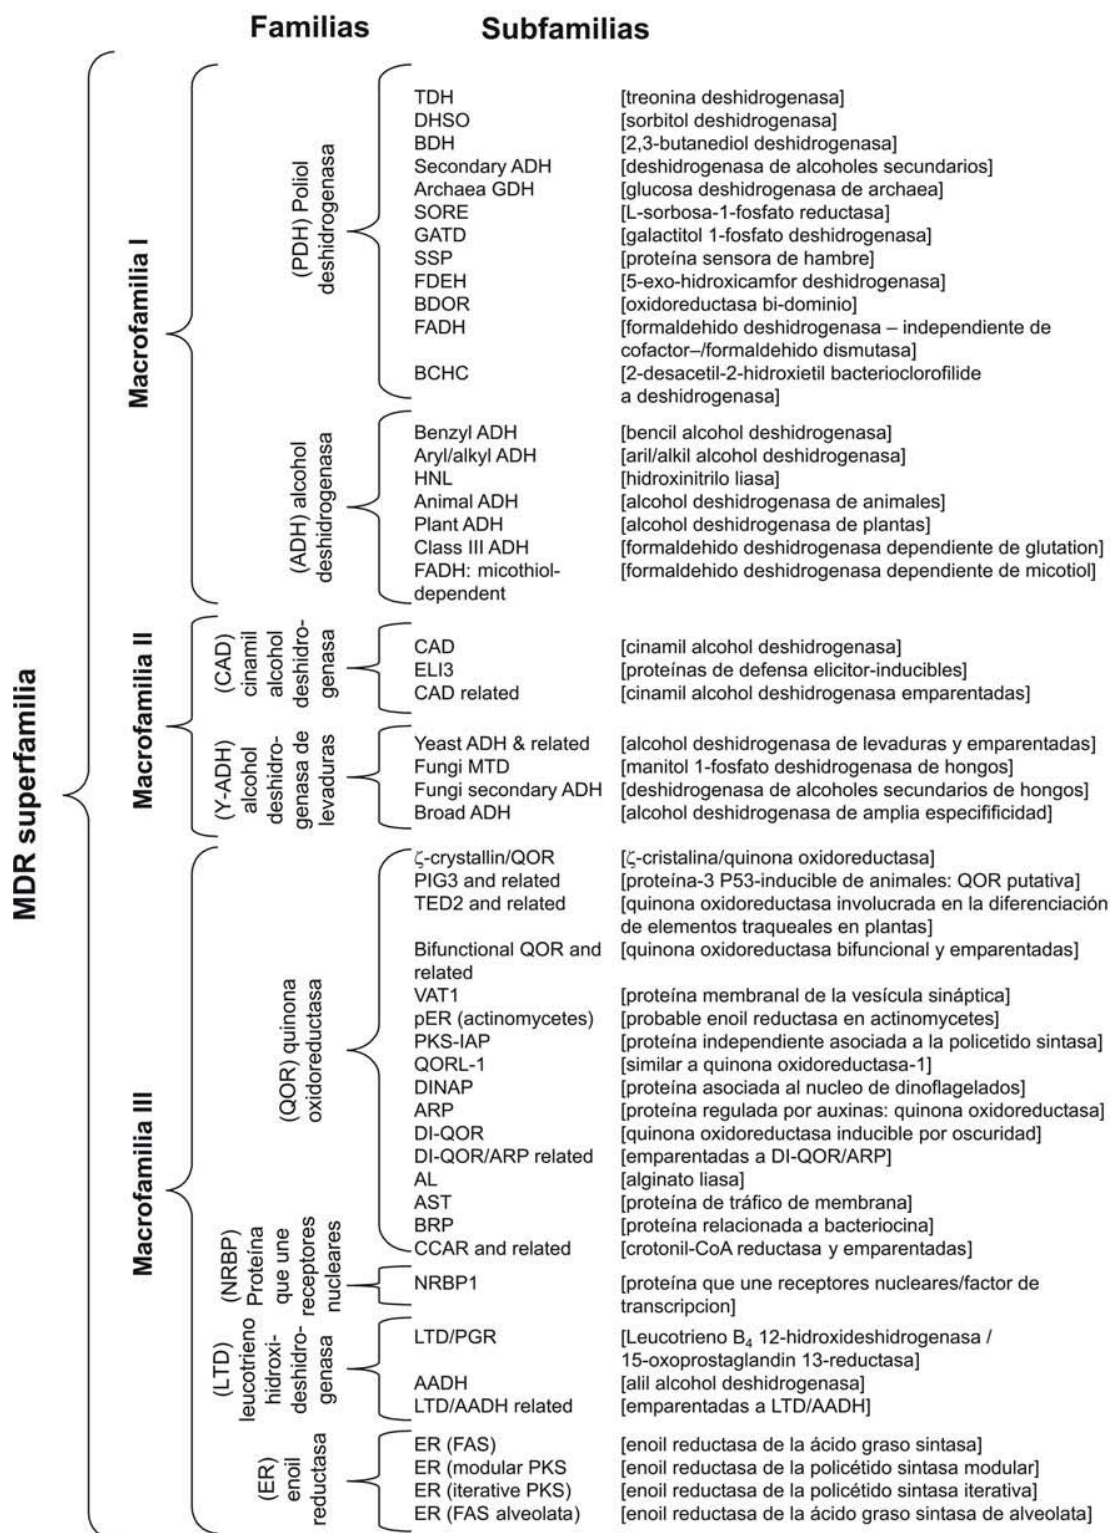 Familias Subfamilias
MDR superfamilia
Macrofamilia I
(PDH) Poliol
deshidrogenasa
TDH [treonina deshidrogenasa]
DHSO [sorbitol deshidrogenasa]
BDH [2,3-butanediol deshidrogenasa]
Secondary ADH [deshidrogenasa de alcoholes secundarios]
Archaea GDH [glucosa deshidrogenasa de archaea]
SORE [L-sorbosa-1-fosfato reductasa]
GATD [galactitol 1-fosfato deshidrogenasa]
SSP [proteína sensora de hambre]
FDEH [5-exo-hidroxicamfor deshidrogenasa]
BDOR [oxidoreductasa bi-dominio]
FADH [formaldehido deshidrogenasa – independiente de
cofactor–/formaldehido dismutasa]
BCHC [2-desacetil-2-hidroxietil bacterioclorofilide
a deshidrogenasa]
(ADH) alcohol
deshidrogenasa
Benzyl ADH [bencil alcohol deshidrogenasa]
Aryl/alkyl ADH [aril/alkil alcohol deshidrogenasa]
HNL [hidroxinitrilo liasa]
Animal ADH [alcohol deshidrogenasa de animales]
Plant ADH [alcohol deshidrogenasa de plantas]
Class III ADH [formaldehido deshidrogenasa dependiente de glutation]
FADH: micothiol- [formaldehido deshidrogenasa dependiente de micotiol]
dependent
Macrofamilia II
(CAD)
cinamil
alcohol
deshidro-
genasa
CAD [cinamil alcohol deshidrogenasa]
ELI3 [proteínas de defensa elicitor-inducibles]
CAD related [cinamil alcohol deshidrogenasa emparentadas]
(Y-ADH)
alcohol
deshidro-
genasa de
levaduras
Yeast ADH & related [alcohol deshidrogenasa de levaduras y emparentadas]
Fungi MTD [manitol 1-fosfato deshidrogenasa de hongos]
Fungi secondary ADH [deshidrogenasa de alcoholes secundarios de hongos]
Broad ADH [alcohol deshidrogenasa de amplia especifificidad]
Macrofamilia III
(QOR) quinona
oxidoreductasa
ζ-crystallin/QOR [ζ-cristalina/quinona oxidoreductasa]
PIG3 and related [proteína-3 P53-inducible de animales: QOR putativa]
TED2 and related [quinona oxidoreductasa involucrada en la diferenciación
de elementos traqueales en plantas]
Bifunctional QOR and [quinona oxidoreductasa bifuncional y emparentadas]
related
VAT1 [proteína membranal de la vesícula sináptica]
pER (actinomycetes) [probable enoil reductasa en actinomycetes]
PKS-IAP [proteína independiente asociada a la policetido sintasa]
QORL-1 [similar a quinona oxidoreductasa-1]
DINAP [proteína asociada al nucleo de dinoflagelados]
ARP [proteína regulada por auxinas: quinona oxidoreductasa]
DI-QOR [quinona oxidoreductasa inducible por oscuridad]
DI-QOR/ARP related [emparentadas a DI-QOR/ARP]
AL [alginato liasa]
AST [proteína de tráfico de membrana]
BRP [proteína relacionada a bacteriocina]
CCAR and related [crotonil-CoA reductasa y emparentadas]
(NRBP)
Proteína
que une
receptores
nucleares
NRBP1 [proteína que une receptores nucleares/factor de
transcripcion]
(LTD)
leucotrieno
hidroxi-
deshidro-
genasa
LTD/PGR [Leucotrieno B₄ 12-hidroxideshidrogenasa /
15-oxoprostaglandin 13-reductasa]
AADH [alil alcohol deshidrogenasa]
LTD/AADH related [emparentadas a LTD/AADH]
(ER)
enoil
reductasa
ER (FAS) [enoil reductasa de la ácido graso sintasa]
ER (modular PKS [enoil reductasa de la policétido sintasa modular]
ER (iterative PKS) [enoil reductasa de la policétido sintasa iterativa]
ER (FAS alveolata) [enoil reductasa de la ácido graso sintasa de alveolata]